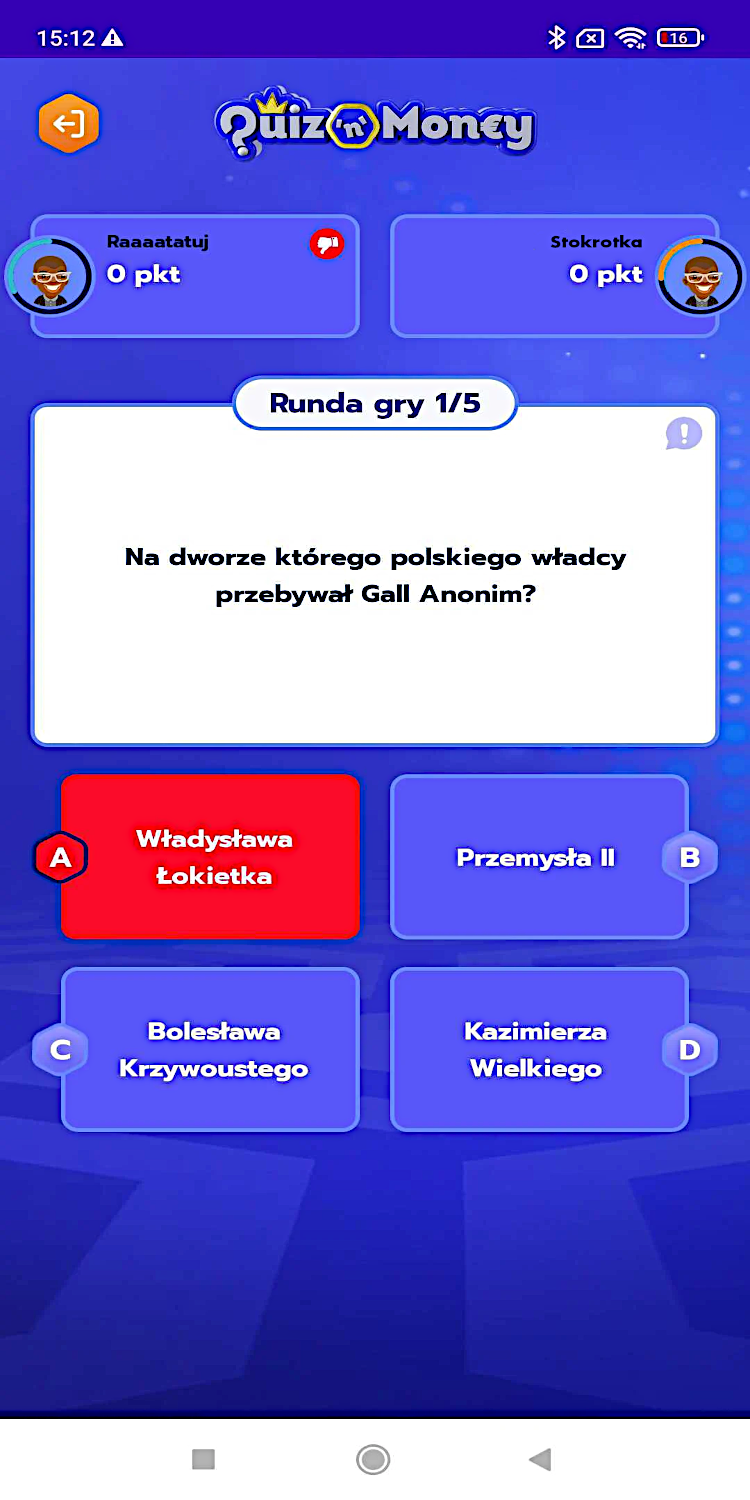 15:12
16
Quiz'n'Mon€y
Raaaatatuj
0 pkt
Stokrotka
0 pkt
Runda gry 1/5
Na dworze którego polskiego władcy
przebywał Gall Anonim?
A
Władysława
Łokietka
Przemysła II
B
C
Bolesława
Krzywoustego
Kazimierza
Wielkiego
D